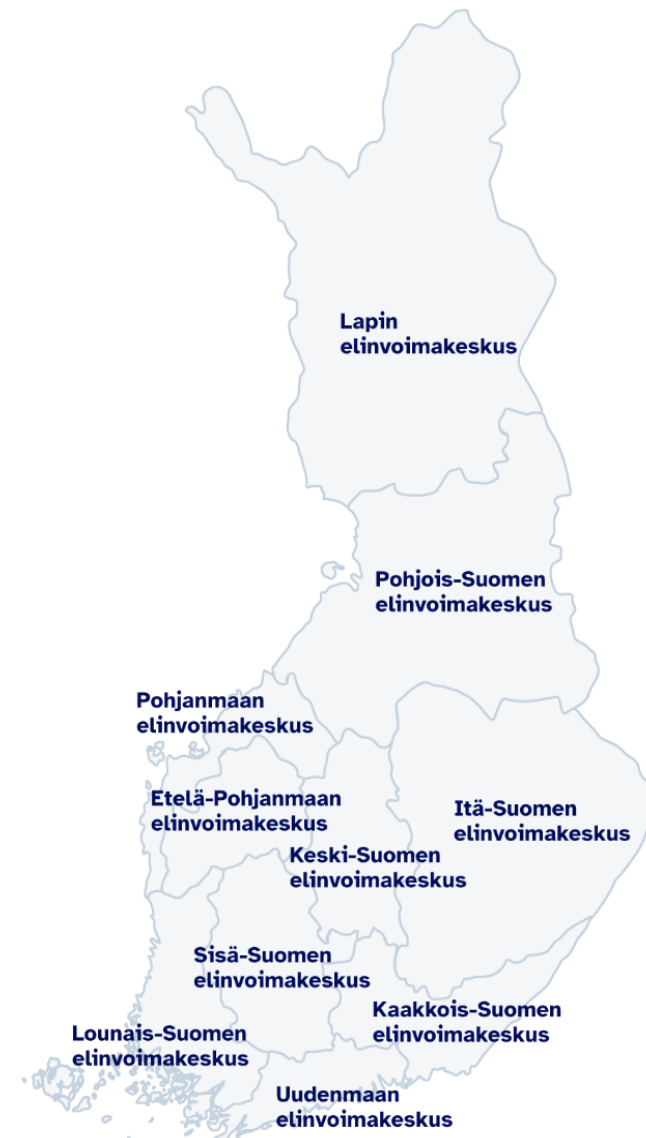 Lapin
elinvoimakeskus
Pohjois-Suomen
elinvoimakeskus
Pohjanmaan
elinvoimakeskus
Etelä-Pohjanmaan
elinvoimakeskus
Itä-Suomen
elinvoimakeskus
Keski-Suomen
elinvoimakeskus
Sisä-Suomen
elinvoimakeskus
Kaakkois-Suomen
elinvoimakeskus
Lounais-Suomen
elinvoimakeskus
Uudenmaan
elinvoimakeskus